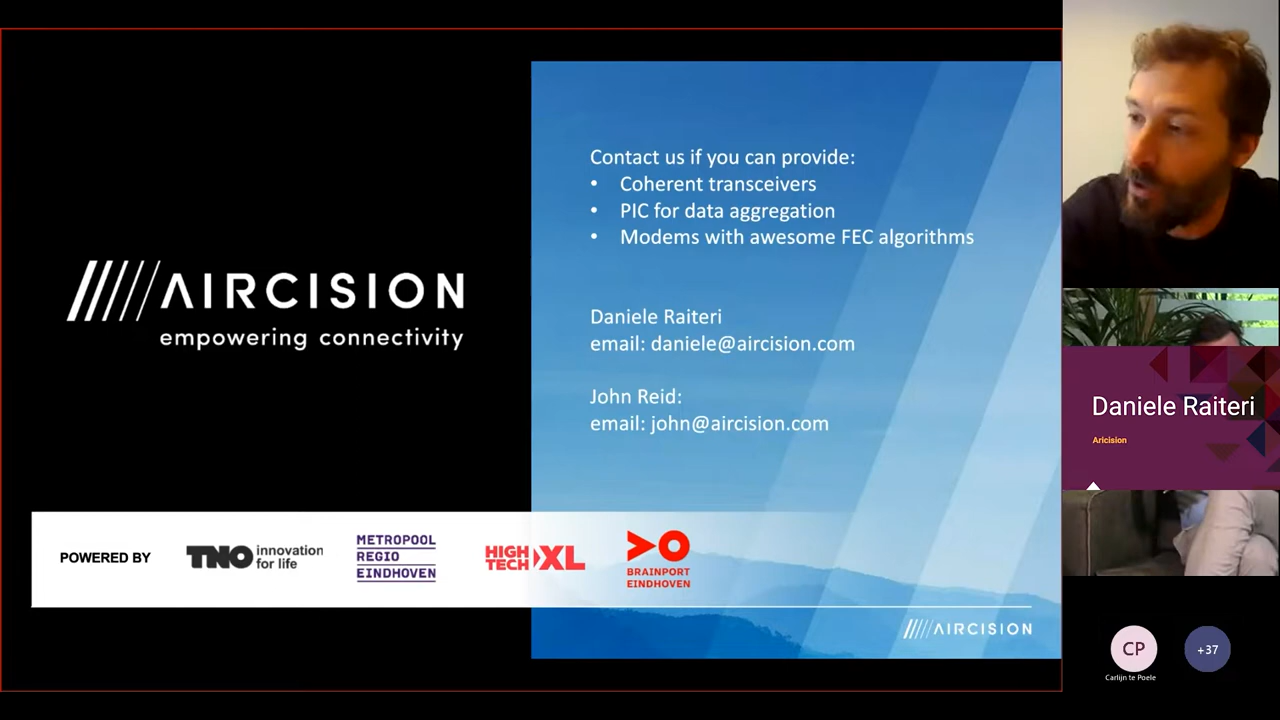 AIRCISION
empowering connectivity
Contact us if you can provide:
• Coherent transceivers
• PIC for data aggregation
• Modems with awesome FEC algorithms
Daniele Raiteri
email: daniele@aircision.com
John Reid:
email: john@aircision.com
POWERED BY
TNO innovation
for life
METROPOOL
REGIO
EINDHOVEN
HIGH
TECH XL
BRAINPORT
EINDHOVEN
AIRCISION
Daniele Raiteri
Aricision
CP
Carlijn te Poele
+37